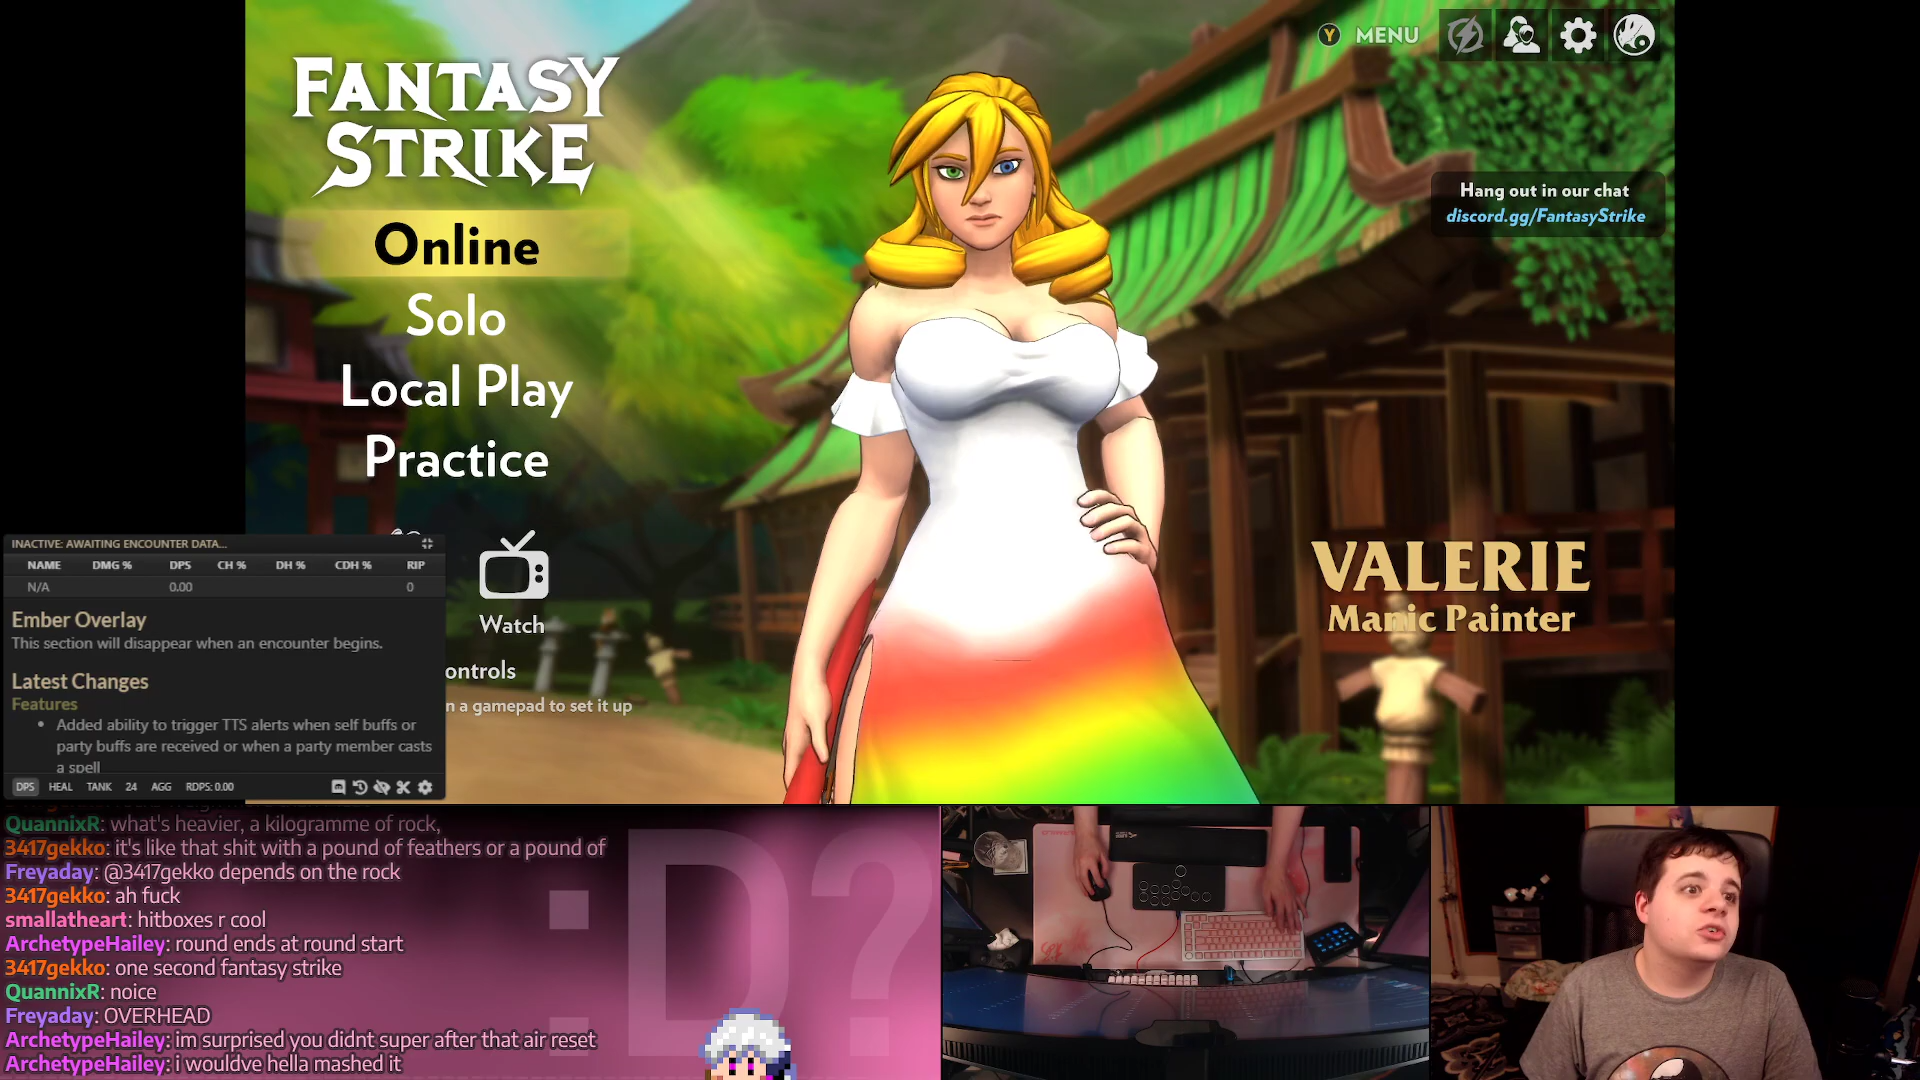 FANTASY
STRIKE
Online
Solo
Local Play
Practice
Watch
ontrols
n a gamepad to set it up
Y MENU
Hang out in our chat
discord.gg/FantasyStrike
VALERIE
Manic Painter
INACTIVE: AWAITING ENCOUNTER DATA...
NAME DMG % DPS CH % DH % CDH % RIP
N/A 0.00 0
Ember Overlay
This section will disappear when an encounter begins.
Latest Changes
Features
• Added ability to trigger TTS alerts when self buffs or
party buffs are received or when a party member casts
a spell
DPS HEAL TANK 24 AGG RDPS: 0.00
QuannixR: what's heavier, a kilogramme of rock,
3417gekko: it's like that shit with a pound of feathers or a pound of
Freyaday: @3417gekko depends on the rock
3417gekko: ah fuck
smallatheart: hitboxes r cool
ArchetypeHailey: round ends at round start
3417gekko: one second fantasy strike
QuannixR: noice
Freyaday: OVERHEAD
ArchetypeHailey: im surprised you didnt super after that air reset
ArchetypeHailey: i wouldve hella mashed it
:D?